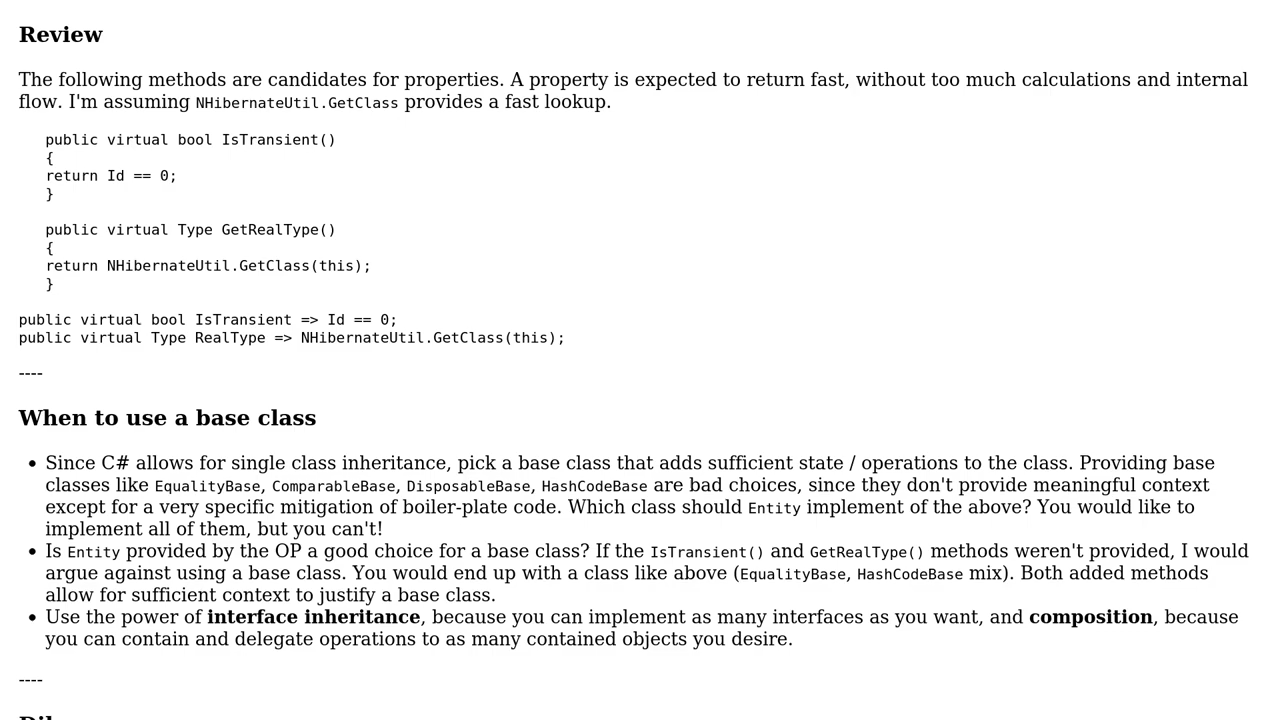 Review
The following methods are candidates for properties. A property is expected to return fast, without too much calculations and internal
flow. I'm assuming NHibernateUtil.GetClass provides a fast lookup.
public virtual bool IsTransient()
{
return Id == 0;
}
public virtual Type GetRealType()
{
return NHibernateUtil.GetClass(this);
}
public virtual bool IsTransient => Id == 0;
public virtual Type RealType => NHibernateUtil.GetClass(this);
----
When to use a base class
• Since C# allows for single class inheritance, pick a base class that adds sufficient state / operations to the class. Providing base
classes like EqualityBase, ComparableBase, DisposableBase, HashCodeBase are bad choices, since they don't provide meaningful context
except for a very specific mitigation of boiler-plate code. Which class should Entity implement of the above? You would like to
implement all of them, but you can't!
• Is Entity provided by the OP a good choice for a base class? If the IsTransient() and GetRealType() methods weren't provided, I would
argue against using a base class. You would end up with a class like above (EqualityBase, HashCodeBase mix). Both added methods
allow for sufficient context to justify a base class.
• Use the power of interface inheritance, because you can implement as many interfaces as you want, and composition, because
you can contain and delegate operations to as many contained objects you desire.
----